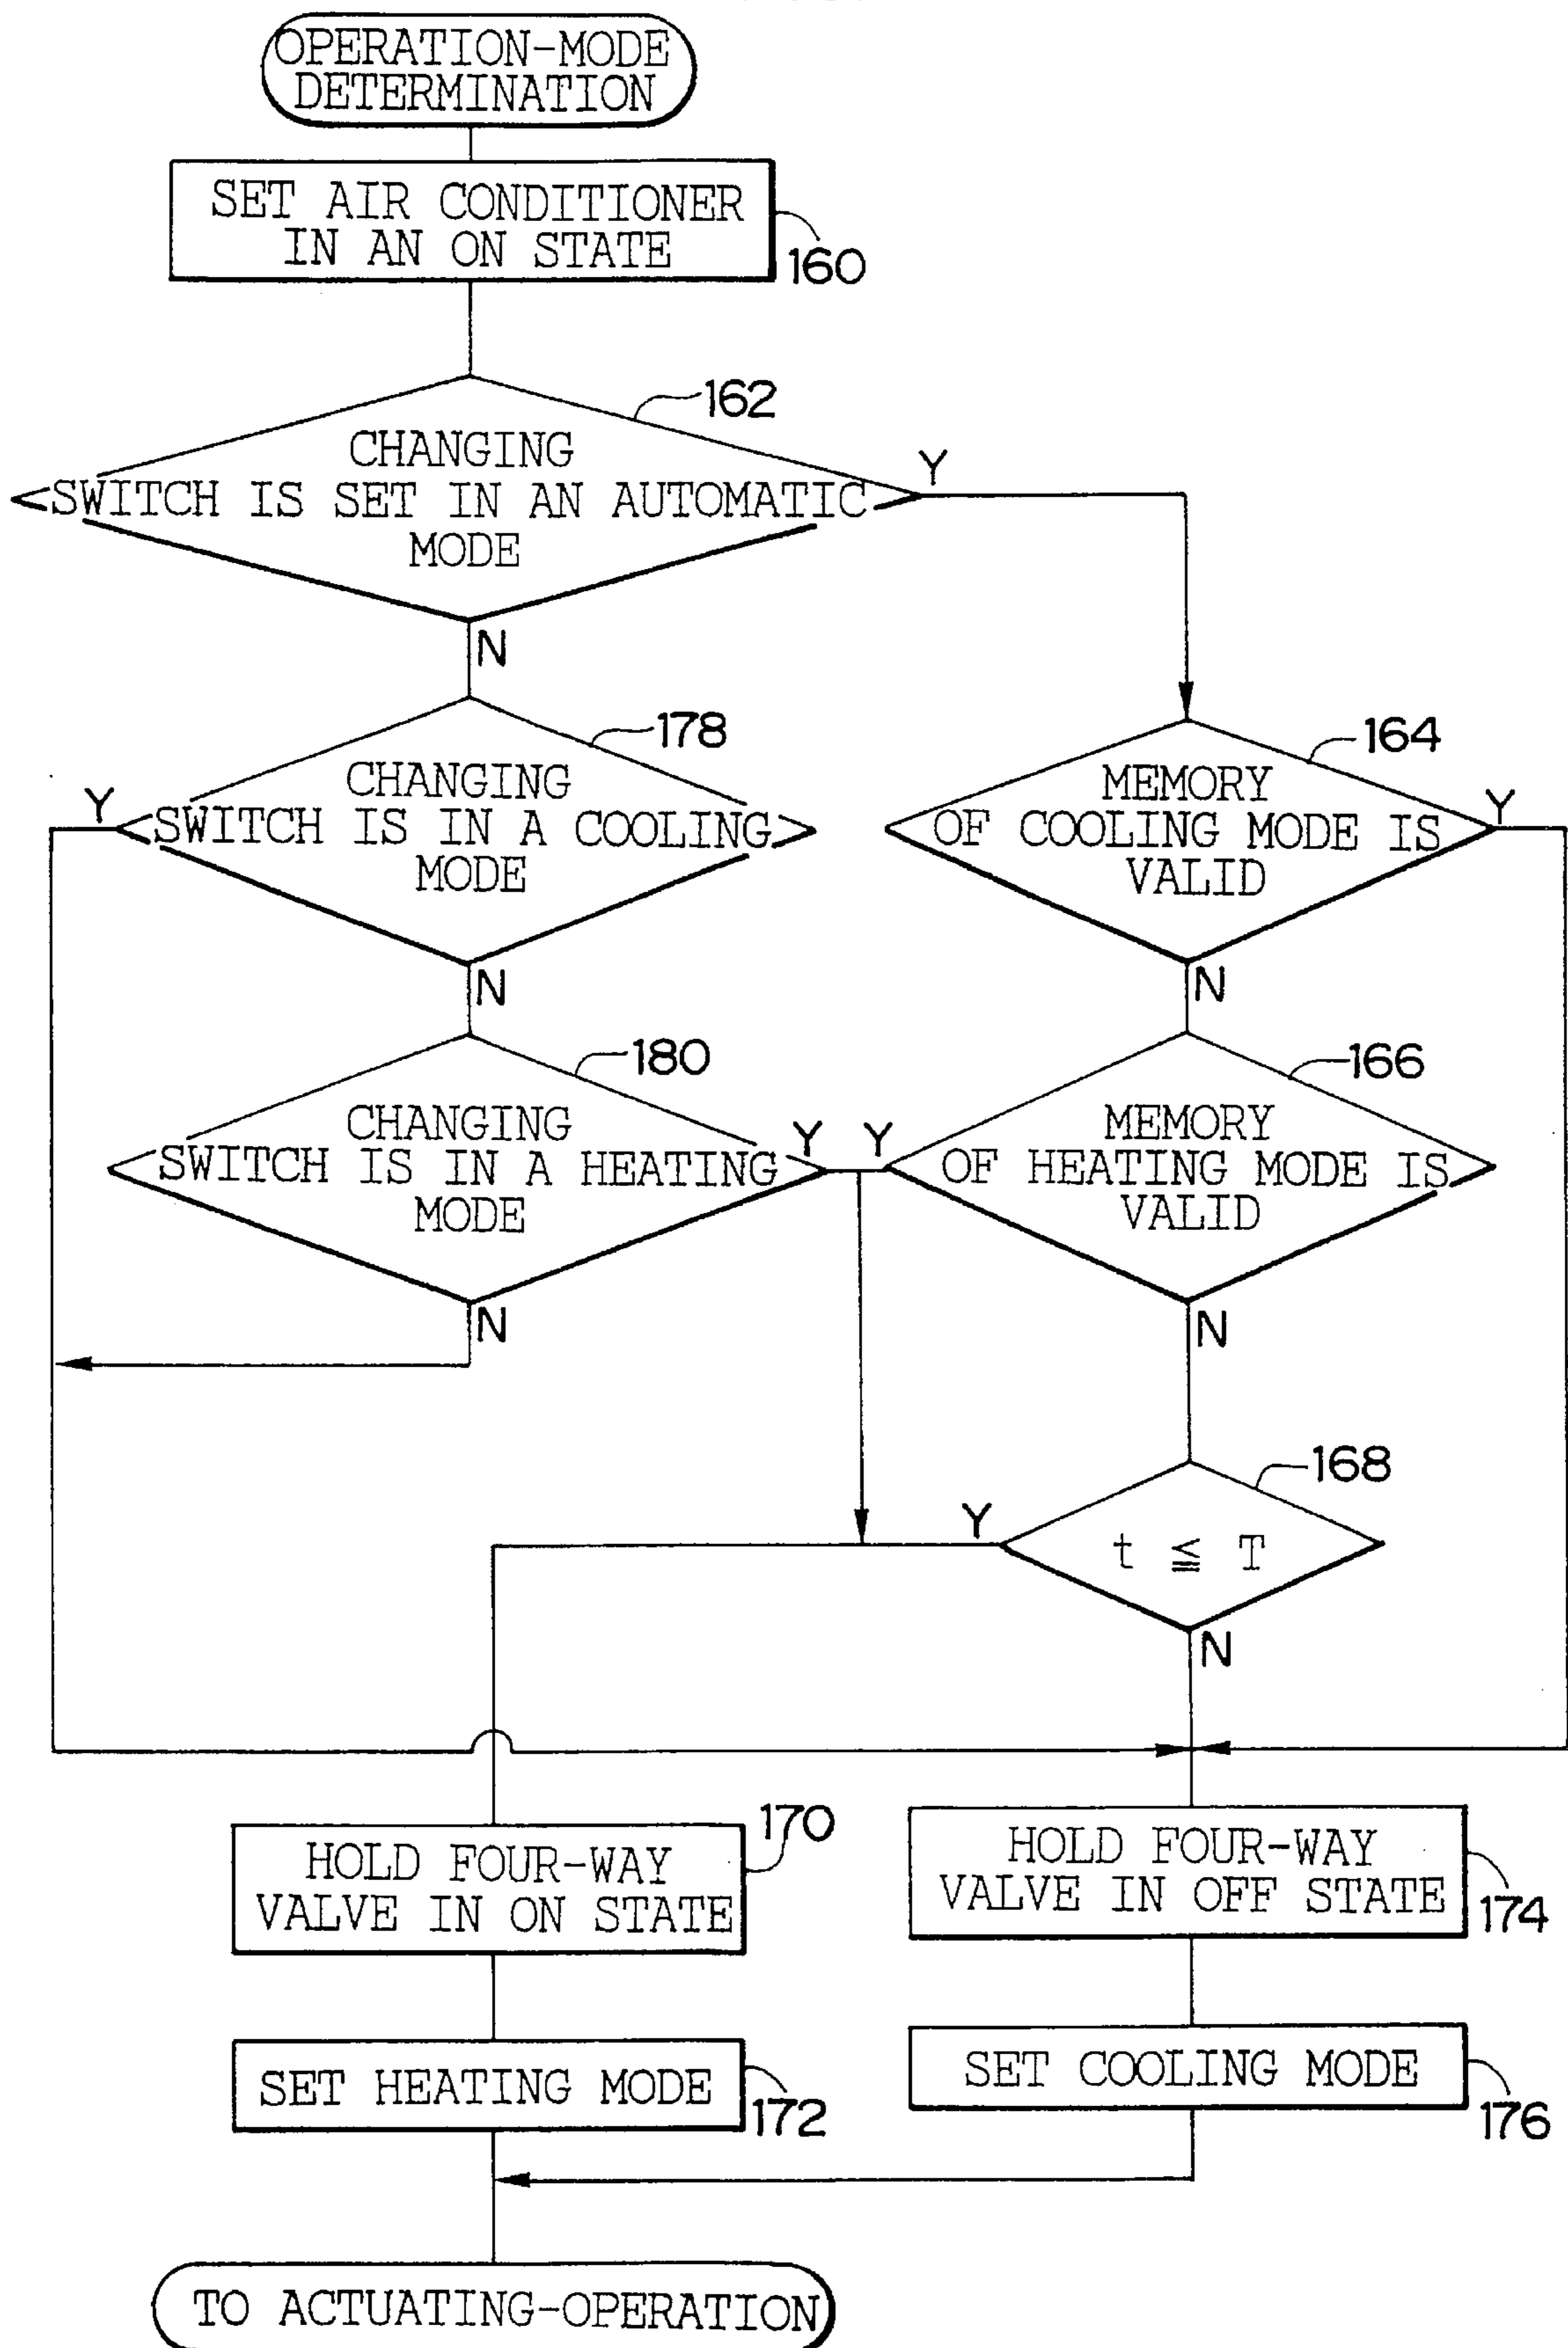 OPERATION-MODE
DETERMINATION
SET AIR CONDITIONER
IN AN ON STATE
160
162
CHANGING
SWITCH IS SET IN AN AUTOMATIC
MODE
Y
N
178
CHANGING
SWITCH IS IN A COOLING
MODE
Y
N
164
MEMORY
OF COOLING MODE IS
VALID
Y
N
180
CHANGING
SWITCH IS IN A HEATING
MODE
Y
N
166
MEMORY
OF HEATING MODE IS
VALID
Y
N
168
t ≦ T
Y
N
170
HOLD FOUR-WAY
VALVE IN ON STATE
HOLD FOUR-WAY
VALVE IN OFF STATE
174
SET HEATING MODE
172
SET COOLING MODE
176
TO ACTUATING-OPERATION